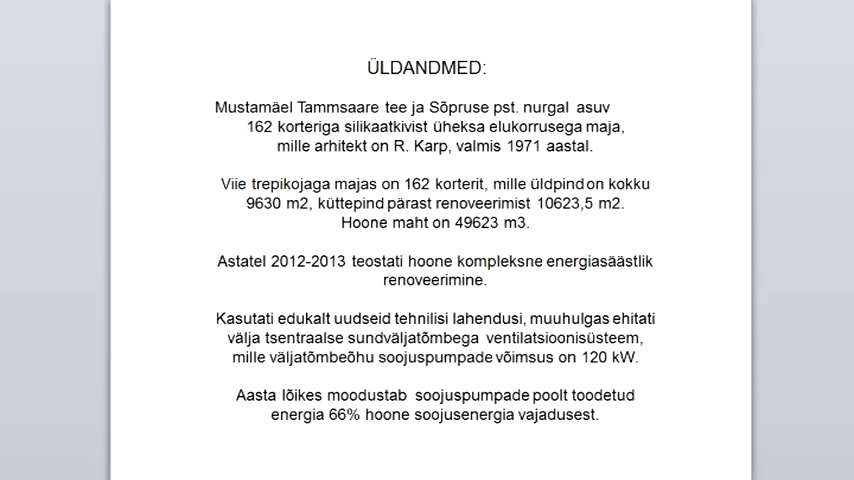 ÜLDANDMED:
Mustamäel Tammsaare tee ja Sõpruse pst. nurgal asuv
162 korteriga silikaatkivist üheksa elukorrusega maja,
mille arhitekt on R. Karp, valmis 1971 aastal.
Viie trepikojaga majas on 162 korterit, mille üldpind on kokku
9630 m2, küttepind pärast renoveerimist 10623,5 m2.
Hoone maht on 49623 m3.
Astatel 2012-2013 teostati hoone kompleksne energiasäästlik
renoveerimine.
Kasutati edukalt uudseid tehnilisi lahendusi, muuhulgas ehitati
välja tsentraalse sundväljatõmbega ventilatsioonisüsteem,
mille väljatõmbeõhu soojuspumpade võimsus on 120 kW.
Aasta lõikes moodustab soojuspumpade poolt toodetud
energia 66% hoone soojusenergia vajadusest.